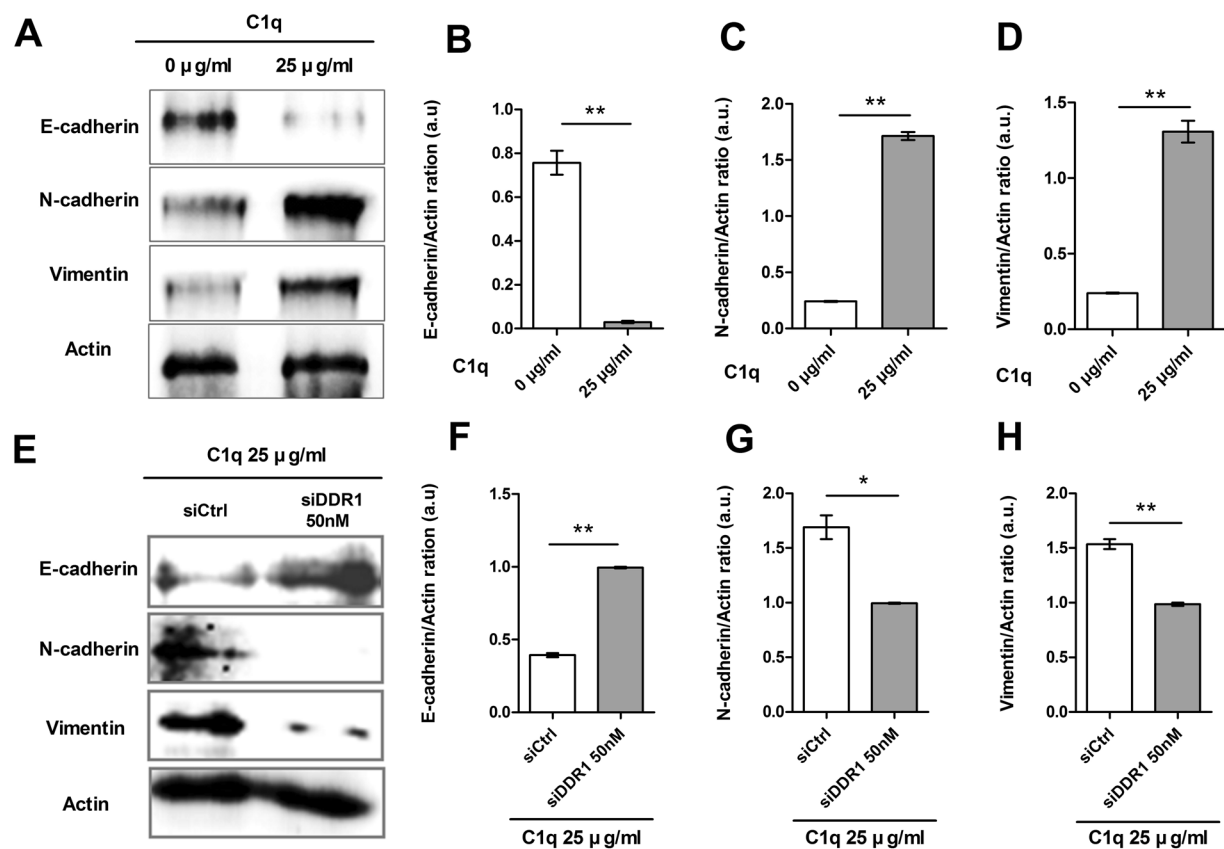 A
C1q
0 µg/ml 25 µg/ml
E-cadherin
N-cadherin
Vimentin
Actin
B
E-cadherin/Actin ration (a.u)
1.0
0.8
0.6
0.4
0.2
0.0
**
C1q
0 µg/ml
25 µg/ml
C
N-cadherin/Actin ratio (a.u.)
2.0
1.5
1.0
0.5
0.0
**
C1q
0 µg/ml
25 µg/ml
D
Vimentin/Actin ratio (a.u.)
1.5
1.0
0.5
0.0
**
C1q
0 µg/ml
25 µg/ml
E
C1q 25 µg/ml
siCtrl siDDR1
50nM
E-cadherin
N-cadherin
Vimentin
Actin
F
E-cadherin/Actin ration (a.u)
1.5
1.0
0.5
0.0
**
siCtrl
siDDR1 50nM
C1q 25 µg/ml
G
N-cadherin/Actin ratio (a.u.)
2.0
1.5
1.0
0.5
0.0
*
siCtrl
siDDR1 50nM
C1q 25 µg/ml
H
Vimentin/Actin ratio (a.u.)
2.0
1.5
1.0
0.5
0.0
**
siCtrl
siDDR1 50nM
C1q 25 µg/ml